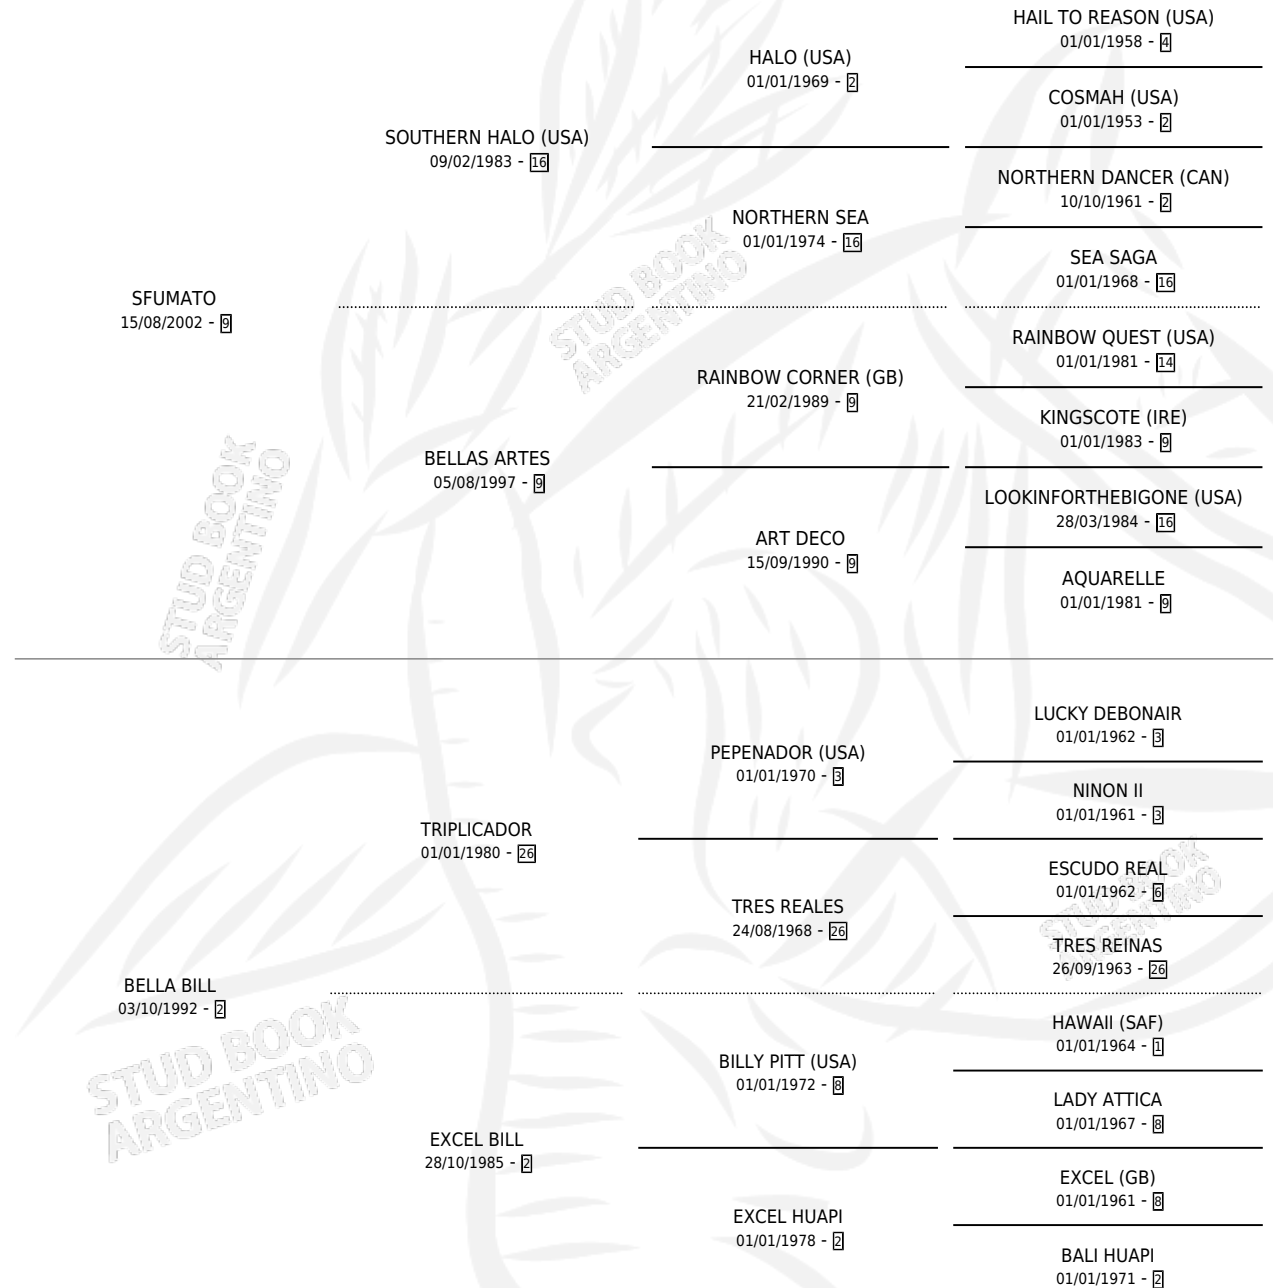 HAIL TO REASON (USA)
01/01/1958 - 4
HALO (USA)
01/01/1969 - 2
COSMAH (USA)
01/01/1953 - 2
SOUTHERN HALO (USA)
09/02/1983 - 16
NORTHERN DANCER (CAN)
10/10/1961 - 2
NORTHERN SEA
01/01/1974 - 16
SEA SAGA
01/01/1968 - 16
SFUMATO
15/08/2002 - 9
RAINBOW QUEST (USA)
01/01/1981 - 14
RAINBOW CORNER (GB)
21/02/1989 - 9
KINGSCOTE (IRE)
01/01/1983 - 9
BELLAS ARTES
05/08/1997 - 9
LOOKINFORTHEBIGONE (USA)
28/03/1984 - 16
ART DECO
15/09/1990 - 9
AQUARELLE
01/01/1981 - 9
LUCKY DEBONAIR
01/01/1962 - 3
PEPENADOR (USA)
01/01/1970 - 3
NINON II
01/01/1961 - 3
TRIPLICADOR
01/01/1980 - 26
ESCUDO REAL
01/01/1962 - 6
TRES REALES
24/08/1968 - 26
TRES REINAS
26/09/1963 - 26
BELLA BILL
03/10/1992 - 2
HAWAII (SAF)
01/01/1964 - 1
BILLY PITT (USA)
01/01/1972 - 8
LADY ATTICA
01/01/1967 - 8
EXCEL BILL
28/10/1985 - 2
EXCEL (GB)
01/01/1961 - 8
EXCEL HUAPI
01/01/1978 - 2
BALI HUAPI
01/01/1971 - 2
STUD BOOK
ARGENTINO
STUD BOOK
ARGENTINO
STUD BOOK
ARGENTINO
STUD BOOK
ARGENTINO